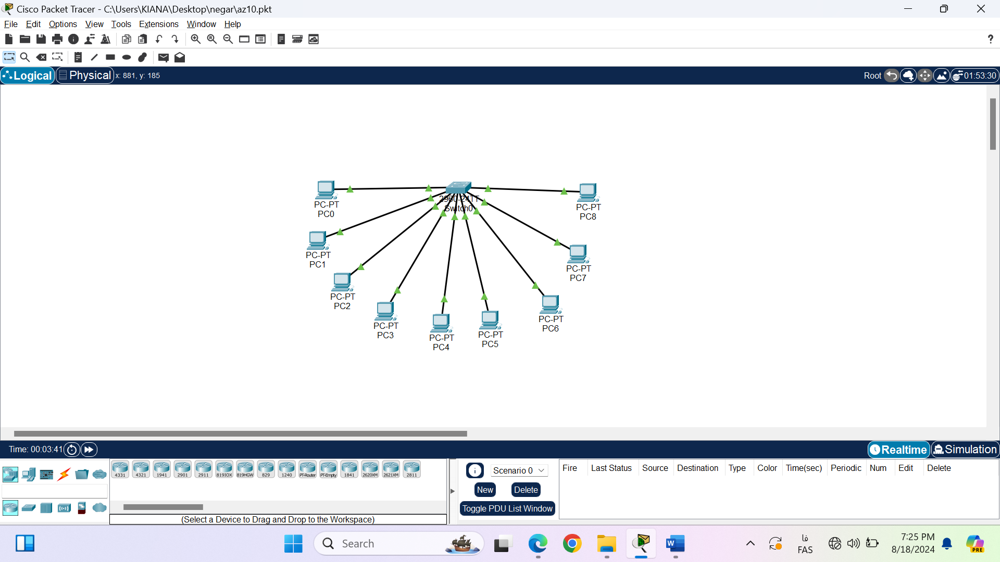 Cisco Packet Tracer - C:\Users\KIANA\Desktop\negar\az10.pkt
File Edit Options View Tools Extensions Window Help
Logical Physical x: 881, y: 185 Root 01:53:30
2960-24TT
Switch0
PC-PT
PC0
PC-PT
PC8
PC-PT
PC1
PC-PT
PC7
PC-PT
PC2
PC-PT
PC3
PC-PT
PC6
PC-PT
PC4
PC-PT
PC5
Time: 00:03:41 Realtime Simulation
4331 4321 1941 2901 2911 819IOX 819HGW 829 1240 PT-Router PT-Empty 1841 2620XM 2621XM 2811
Scenario 0
New Delete
Toggle PDU List Window
Fire Last Status Source Destination Type Color Time(sec) Periodic Num Edit Delete
(Select a Device to Drag and Drop to the Workspace)
Search
فا
FAS
7:25 PM
8/18/2024
PRE